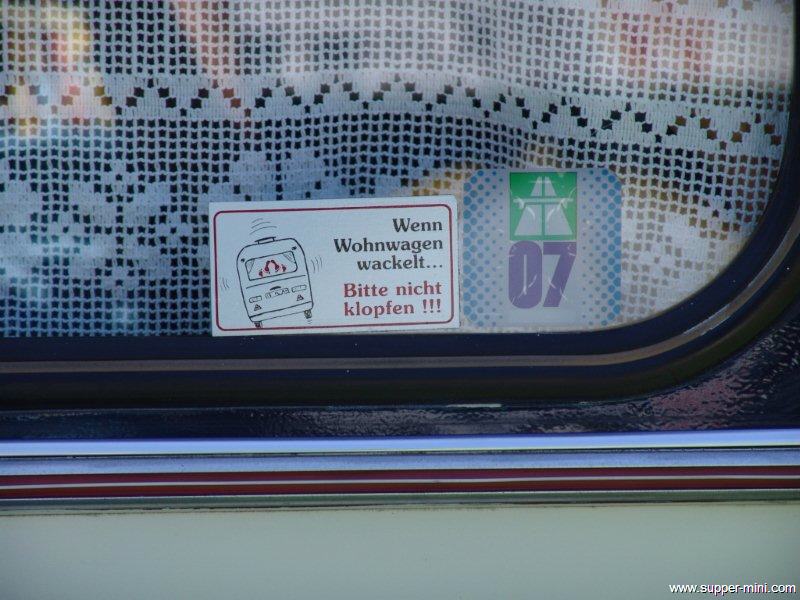 Wenn
Wohnwagen
wackelt...
Bitte nicht
klopfen !!!
07
www.supper-mini.com